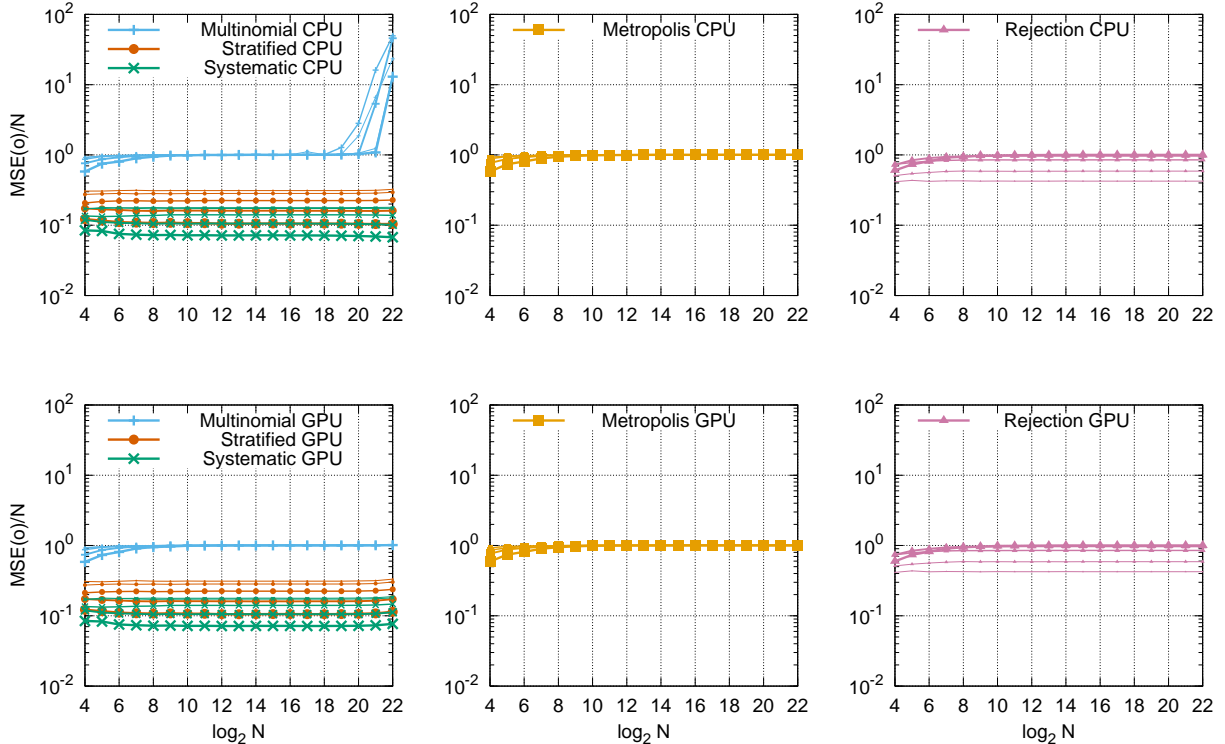 10^2
10^1
10^0
10^-1
10^-2
4 6 8 10 12 14 16 18 20 22
MSE(o)/N
Multinomial CPU
Stratified CPU
Systematic CPU
10^2
10^1
10^0
10^-1
10^-2
4 6 8 10 12 14 16 18 20 22
Metropolis CPU
10^2
10^1
10^0
10^-1
10^-2
4 6 8 10 12 14 16 18 20 22
Rejection CPU
10^2
10^1
10^0
10^-1
10^-2
4 6 8 10 12 14 16 18 20 22
MSE(o)/N
log_2 N
Multinomial GPU
Stratified GPU
Systematic GPU
10^2
10^1
10^0
10^-1
10^-2
4 6 8 10 12 14 16 18 20 22
log_2 N
Metropolis GPU
10^2
10^1
10^0
10^-1
10^-2
4 6 8 10 12 14 16 18 20 22
log_2 N
Rejection GPU